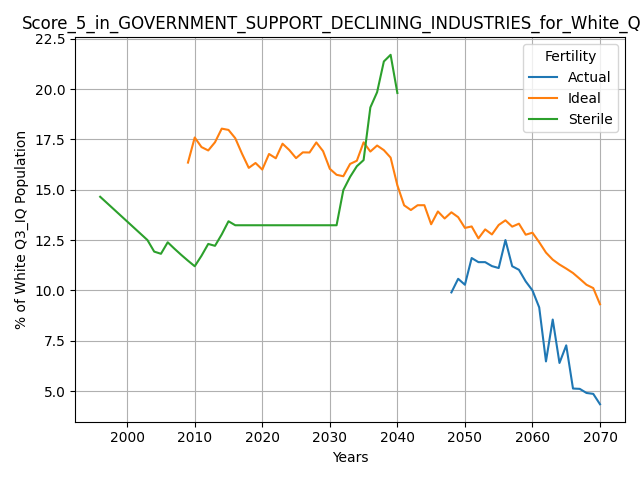 Score_5_in_GOVERNMENT_SUPPORT_DECLINING_INDUSTRIES_for_White_Q
Fertility
Actual
Ideal
Sterile
% of White Q3_IQ Population
22.5
20.0
17.5
15.0
12.5
10.0
7.5
5.0
2000 2010 2020 2030 2040 2050 2060 2070
Years